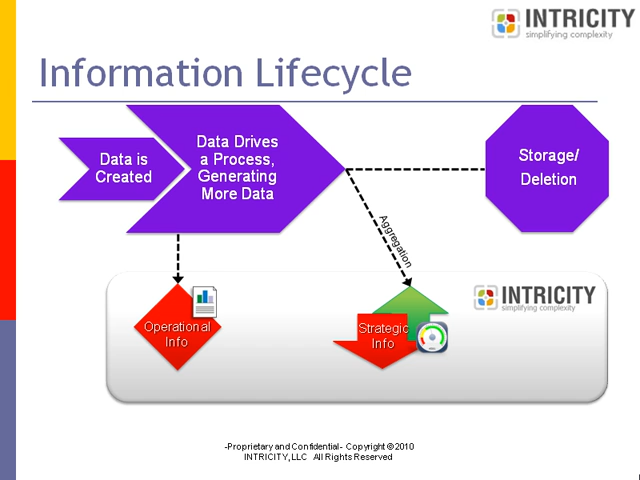 INTRICITY
simplifying complexity
Information Lifecycle
Data is
Created
Data Drives
a Process,
Generating
More Data
Storage/
Deletion
Aggregation
Operational
Info
Strategic
Info
INTRICITY
simplifying complexity
-Proprietary and Confidential- Copyright ©2010
INTRICITY, LLC All Rights Reserved